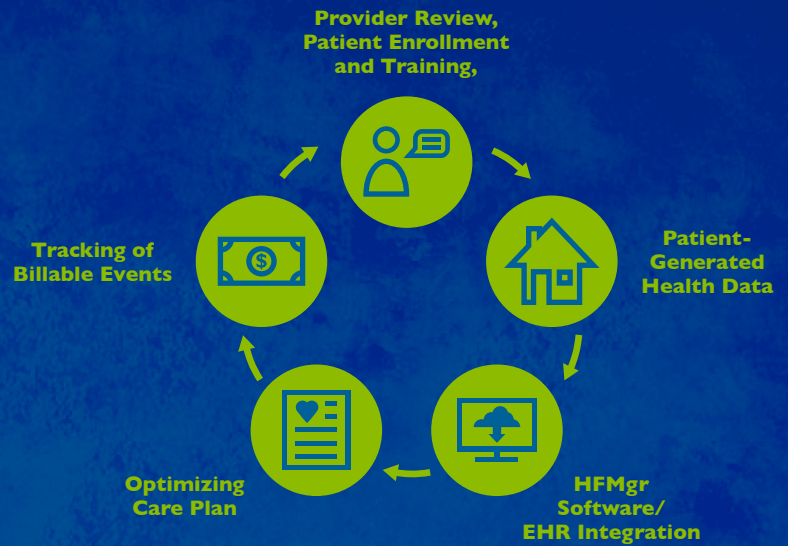 Provider Review,
Patient Enrollment
and Training,
Patient-
Generated
Health Data
HFMgr
Software/
EHR Integration
Optimizing
Care Plan
Tracking of
Billable Events
$